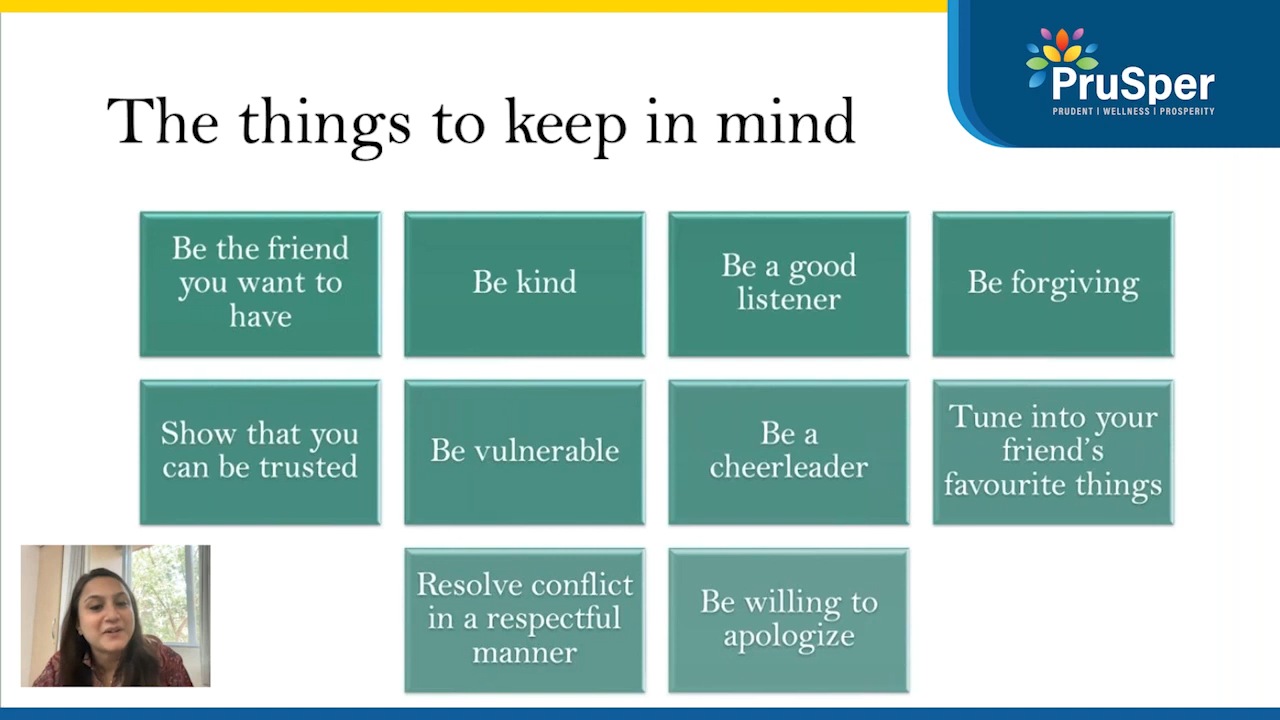 PruSper
PRUDENT | WELLNESS | PROSPERITY
The things to keep in mind
Be the friend
you want to
have
Be kind
Be a good
listener
Be forgiving
Show that you
can be trusted
Be vulnerable
Be a
cheerleader
Tune into your
friend's
favourite things
Resolve conflict
in a respectful
manner
Be willing to
apologize